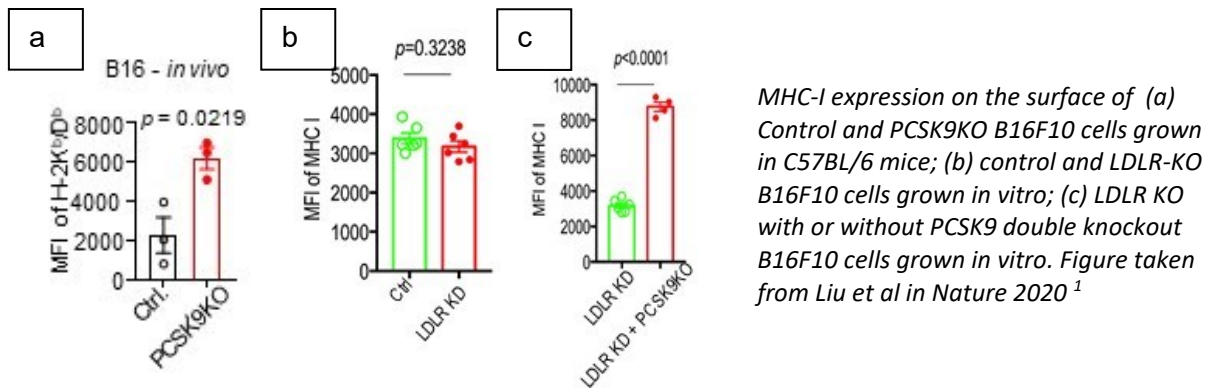 a
B16 - in vivo
p = 0.0219
MFI of H-2Kᵇ/Dᵇ
8000
6000
4000
2000
0
Ctrl.
PCSK9KO
b
p=0.3238
MFI of MHC I
5000
4000
3000
2000
1000
0
Ctrl
LDLR KD
c
p<0.0001
MFI of MHC I
10000
8000
6000
4000
2000
0
LDLR KD
LDLR KD + PCSK9KO
MHC-I expression on the surface of (a)
Control and PCSK9KO B16F10 cells grown
in C57BL/6 mice; (b) control and LDLR-KO
B16F10 cells grown in vitro; (c) LDLR KO
with or without PCSK9 double knockout
B16F10 cells grown in vitro. Figure taken
from Liu et al in Nature 2020 ¹